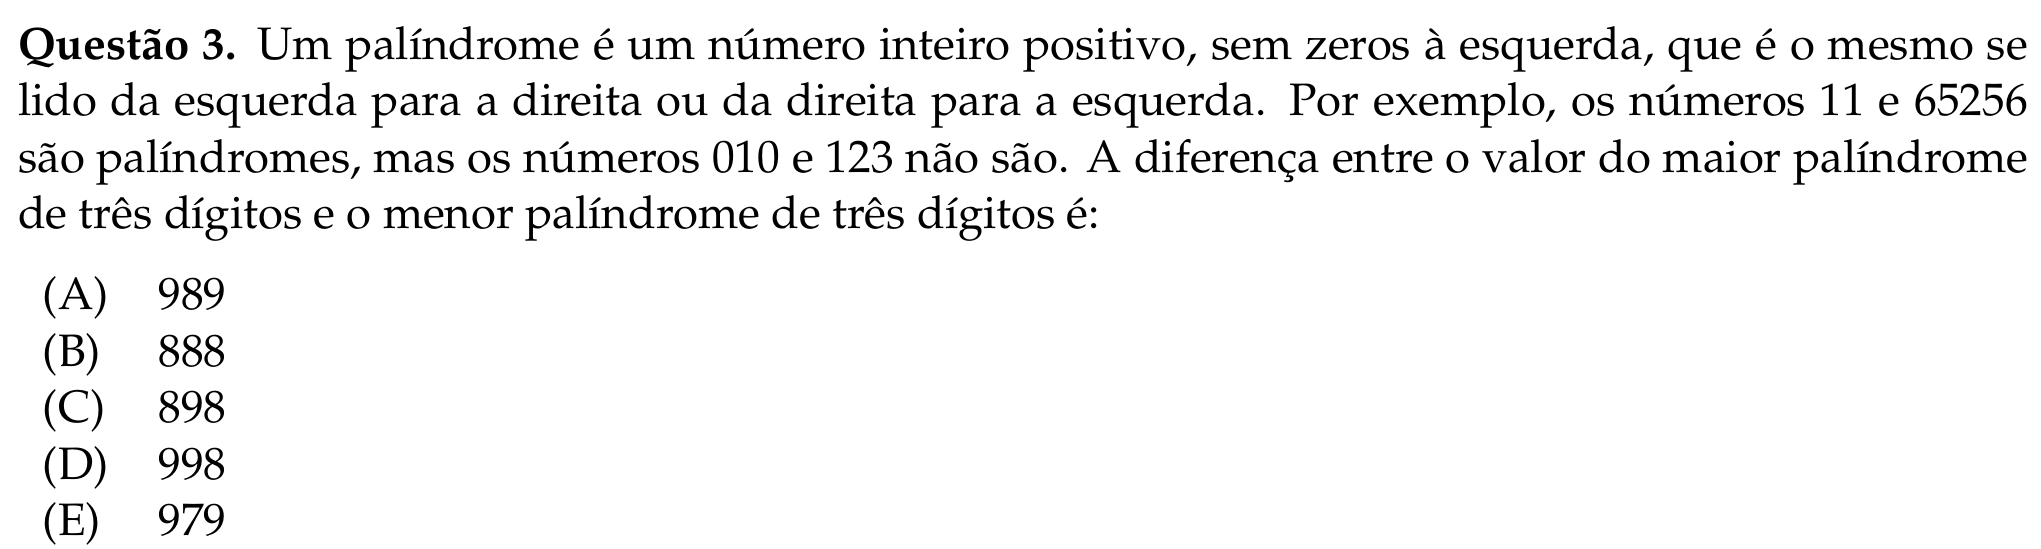 Questão 3. Um palíndrome é um número inteiro positivo, sem zeros à esquerda, que é o mesmo se
lido da esquerda para a direita ou da direita para a esquerda. Por exemplo, os números 11 e 65256
são palíndromes, mas os números 010 e 123 não são. A diferença entre o valor do maior palíndrome
de três dígitos e o menor palíndrome de três dígitos é:
(A) 989
(B) 888
(C) 898
(D) 998
(E) 979